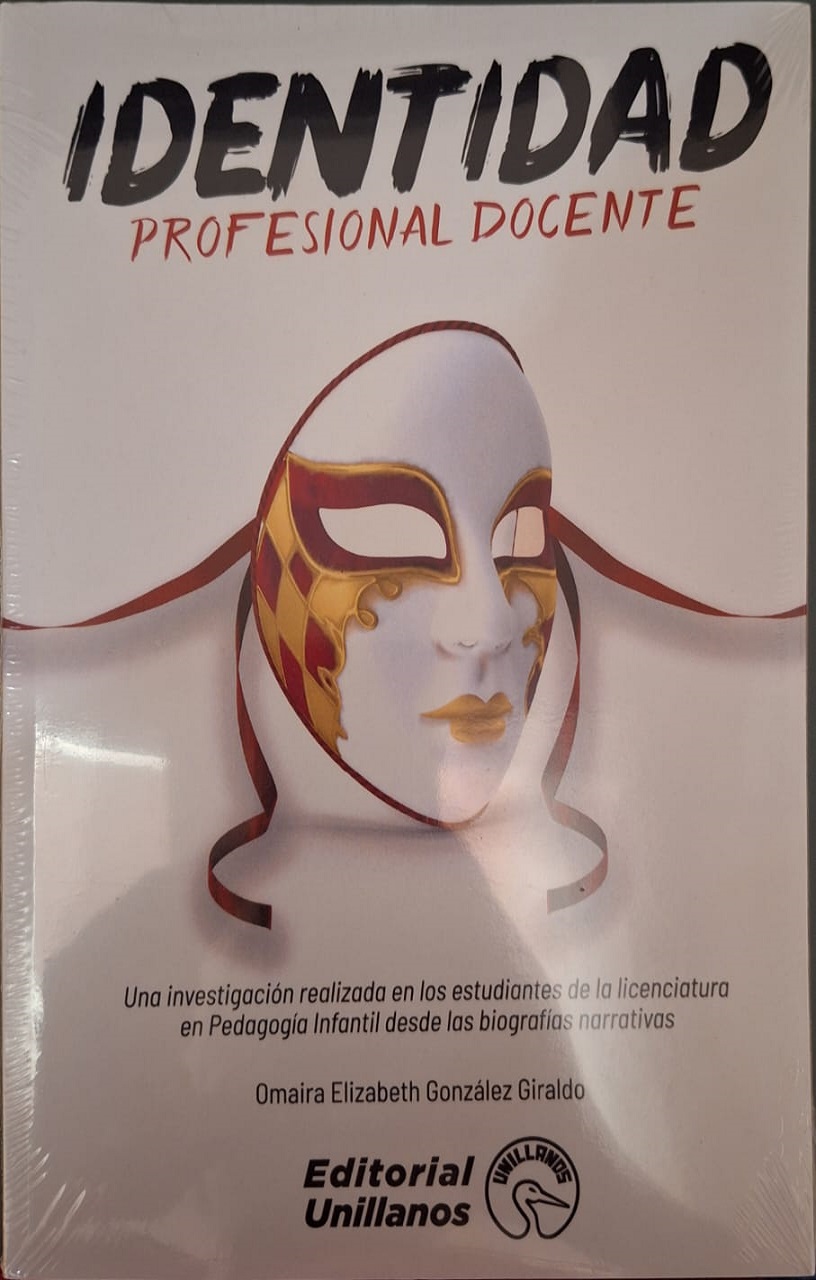 IDENTIDAD
PROFESIONAL DOCENTE
Una investigación realizada en los estudiantes de la licenciatura
en Pedagogía Infantil desde las biografías narrativas
Omaira Elizabeth González Giraldo
Editorial
Unillanos
UNILLANOS